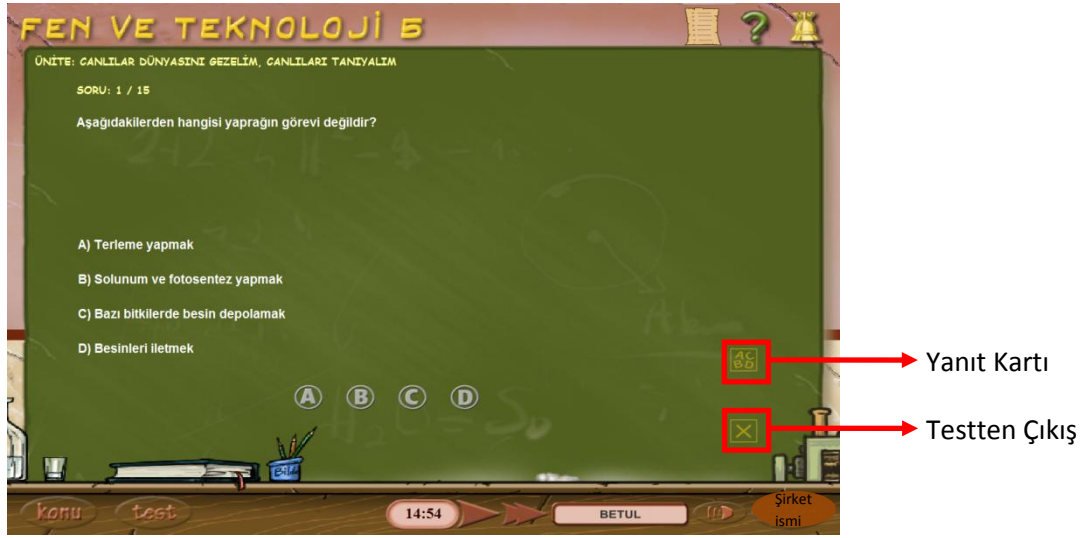 FEN VE TEKNOLOJİ 5
ÜNİTE: CANLILAR DÜNYASINI GEZELİM, CANLILARI TANIYALIM
SORU: 1 / 15
Aşağıdakilerden hangisi yaprağın görevi değildir?
A) Terleme yapmak
B) Solunum ve fotosentez yapmak
C) Bazı bitkilerde besin depolamak
D) Besinleri iletmek
AC
BD
Yanıt Kartı
A B C D
Testten Çıkış
konu test
14:54
BETUL
Şirket
ismi